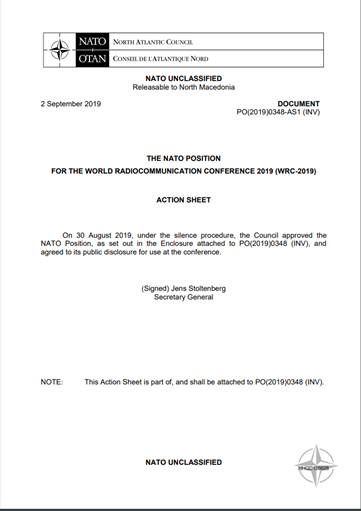 NATO
OTAN
NORTH ATLANTIC COUNCIL
CONSEIL DE L'ATLANTIQUE NORD
NATO UNCLASSIFIED
Releasable to North Macedonia
2 September 2019
DOCUMENT
PO(2019)0348-AS1 (INV)
THE NATO POSITION
FOR THE WORLD RADIOCOMMUNICATION CONFERENCE 2019 (WRC-2019)
ACTION SHEET
On 30 August 2019, under the silence procedure, the Council approved the
NATO Position, as set out in the Enclosure attached to PO(2019)0348 (INV), and
agreed to its public disclosure for use at the conference.
(Signed) Jens Stoltenberg
Secretary General
NOTE: This Action Sheet is part of, and shall be attached to PO(2019)0348 (INV).
NATO UNCLASSIFIED